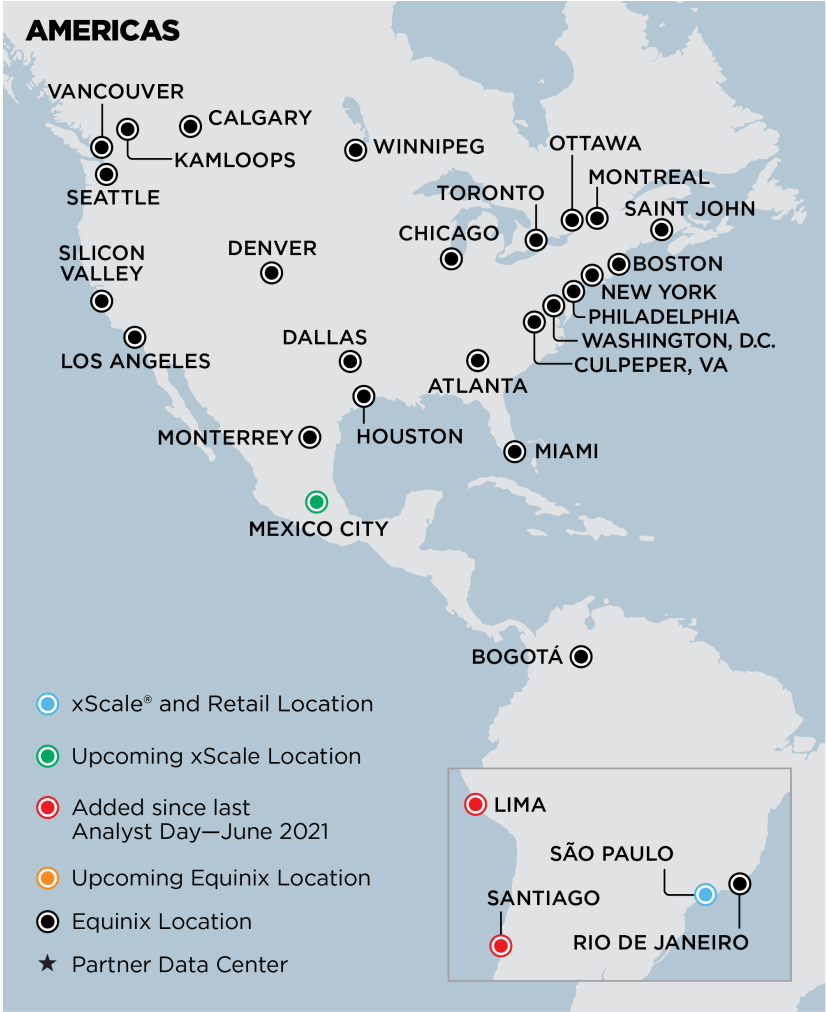 AMERICAS
VANCOUVER
CALGARY
KAMLOOPS
WINNIPEG
OTTAWA
MONTREAL
SEATTLE
TORONTO
SAINT JOHN
CHICAGO
DENVER
SILICON
VALLEY
BOSTON
NEW YORK
PHILADELPHIA
WASHINGTON, D.C.
CULPEPER, VA
LOS ANGELES
DALLAS
ATLANTA
HOUSTON
MONTERREY
MIAMI
MEXICO CITY
BOGOTÁ
xScale® and Retail Location
Upcoming xScale Location
Added since last
Analyst Day—June 2021
Upcoming Equinix Location
Equinix Location
Partner Data Center
LIMA
SÃO PAULO
SANTIAGO
RIO DE JANEIRO